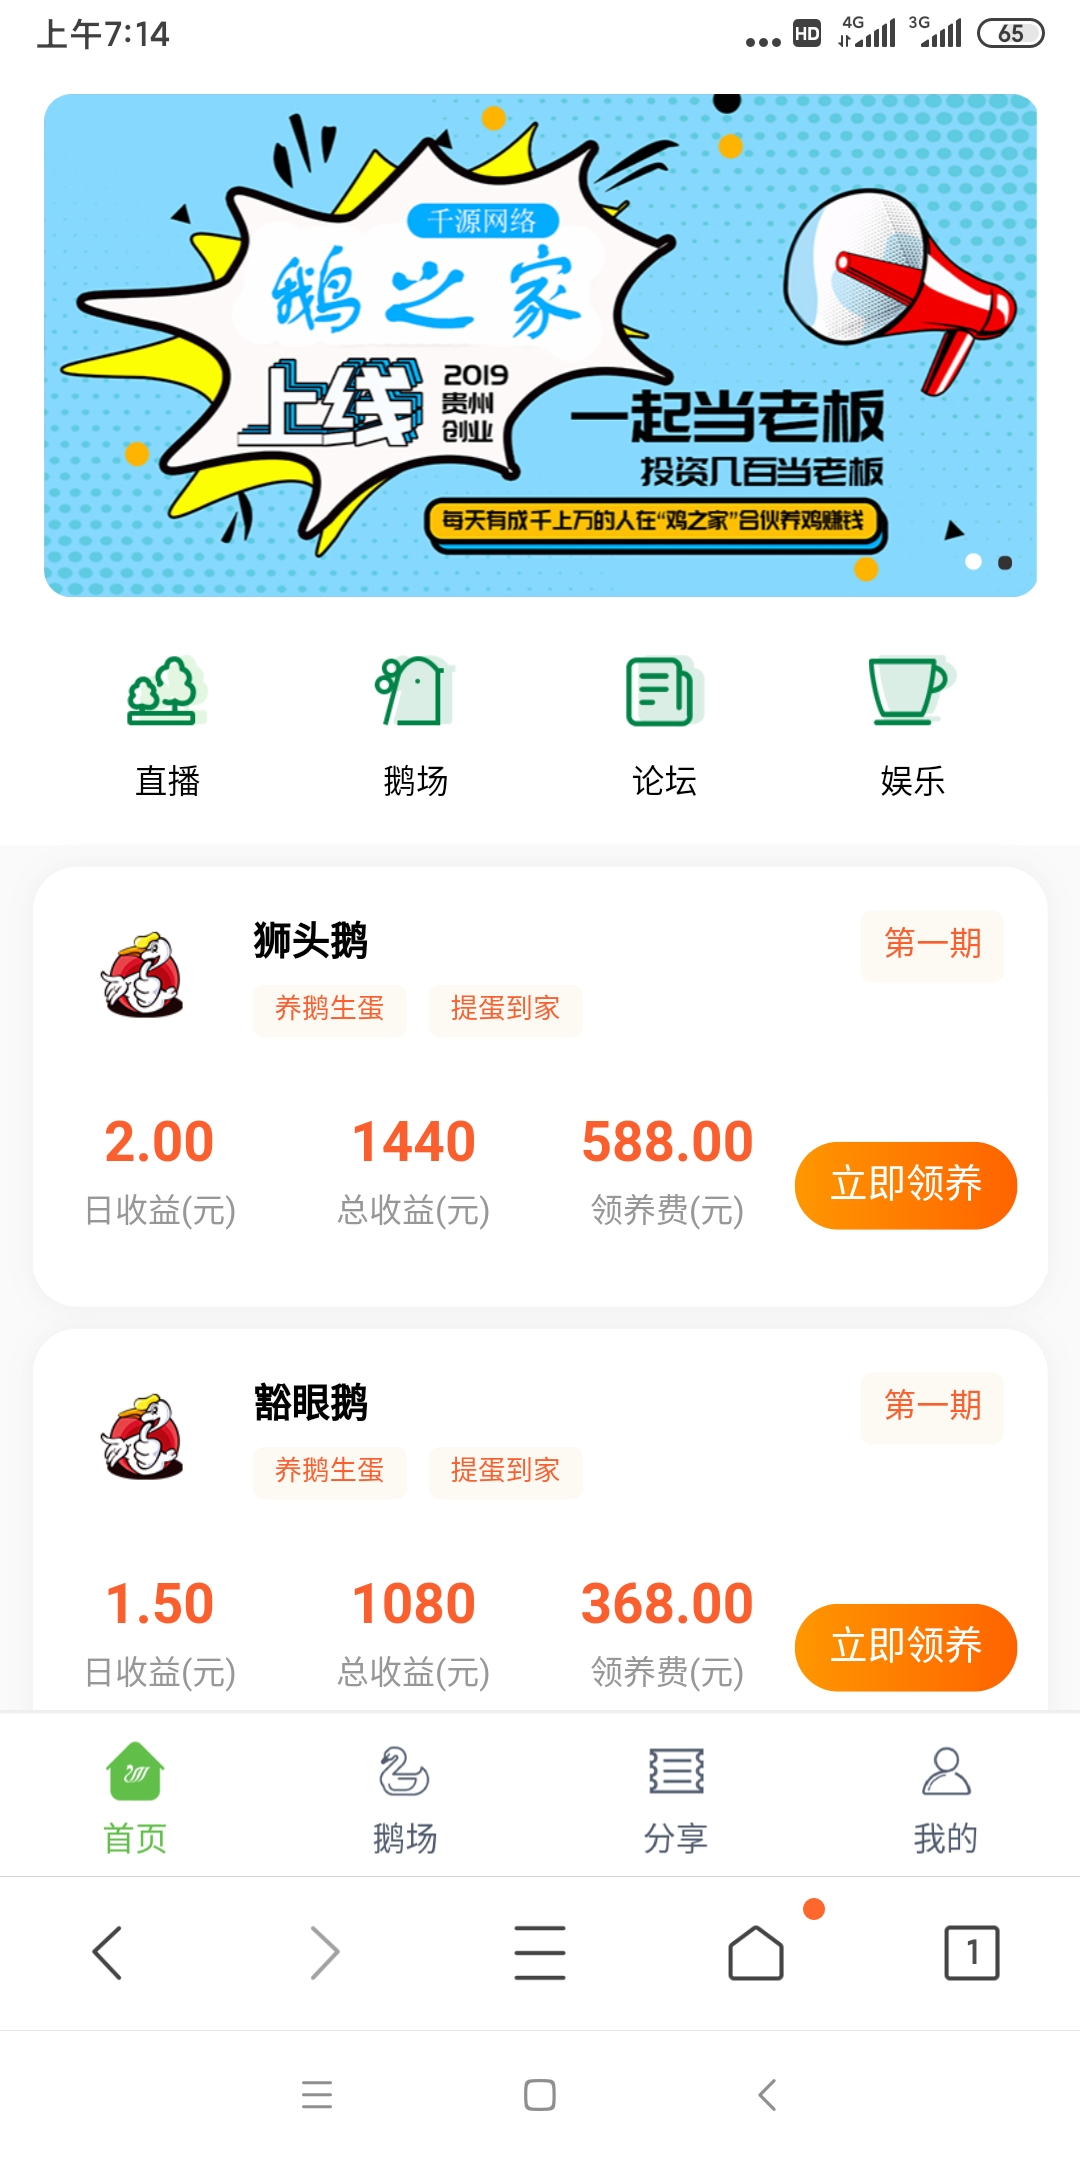 上午7:14
HD 4G 3G 65
千源网络
鹅之家
上线
2019
贵州
创业
一起当老板
投资几百当老板
每天有成千上万的人在“鸡之家”合伙养鸡赚钱
直播 鹅场 论坛 娱乐
狮头鹅 第一期
养鹅生蛋 提蛋到家
2.00 1440 588.00
日收益(元) 总收益(元) 领养费(元) 立即领养
豁眼鹅 第一期
养鹅生蛋 提蛋到家
1.50 1080 368.00
日收益(元) 总收益(元) 领养费(元) 立即领养
首页 鹅场 分享 我的
1